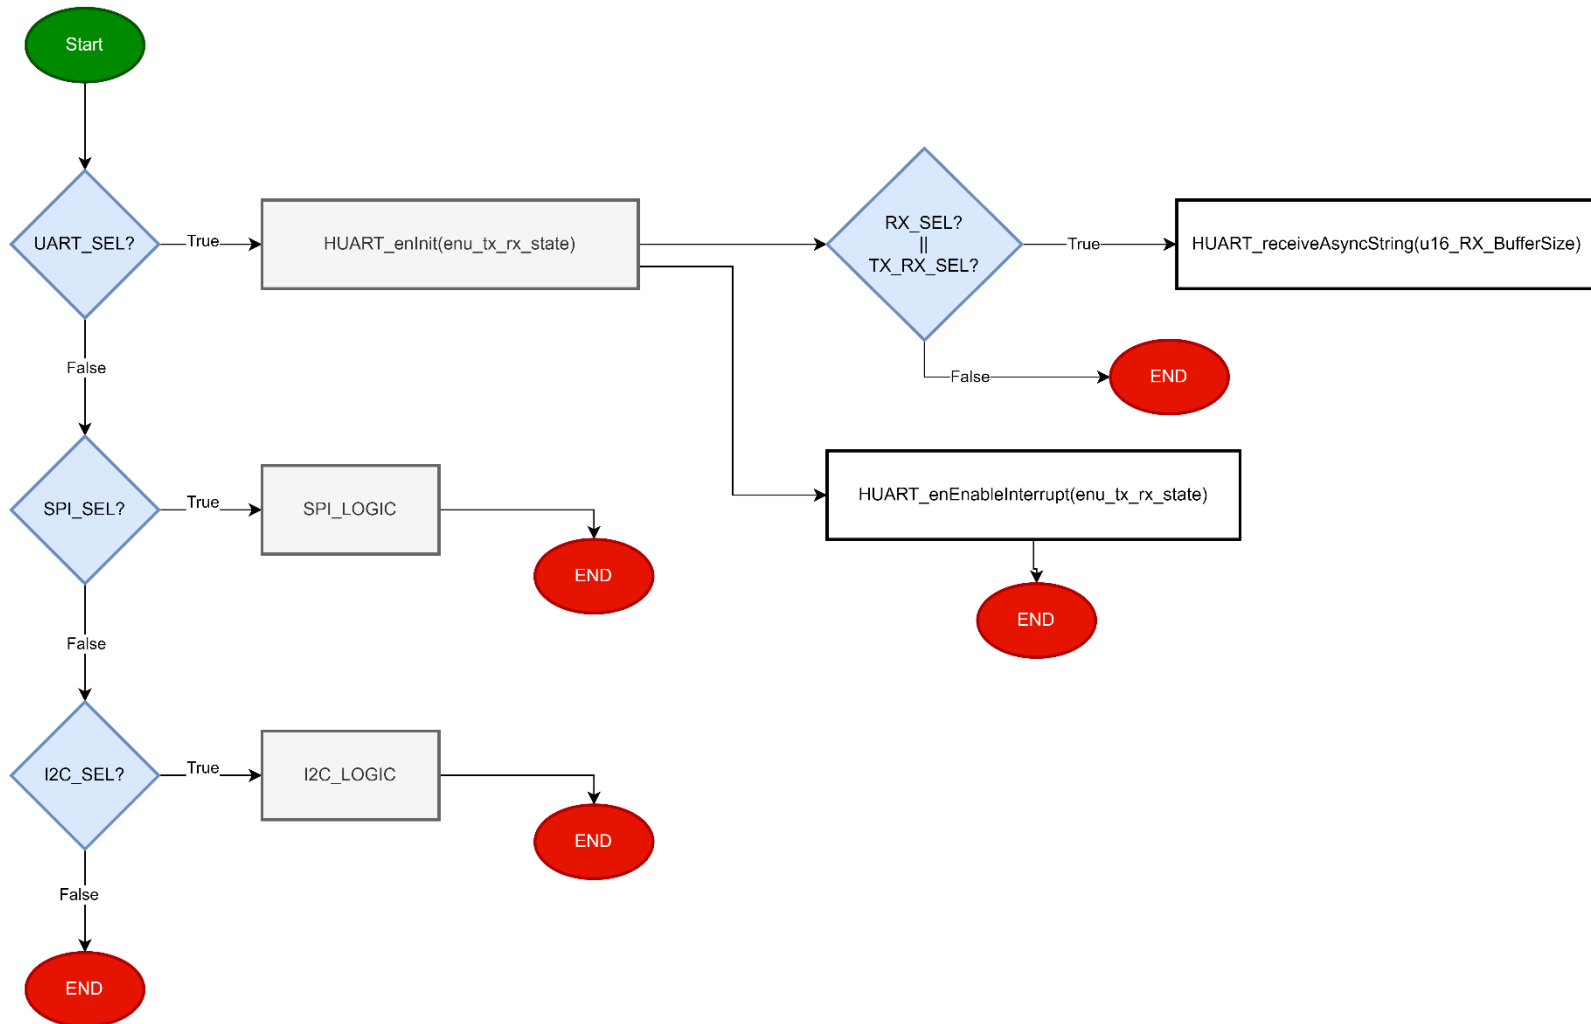 Start
UART_SEL?
True
HUART_enInit(enu_tx_rx_state)
RX_SEL?
||
TX_RX_SEL?
True
HUART_receiveAsyncString(u16_RX_BufferSize)
False
False
END
SPI_SEL?
True
SPI_LOGIC
HUART_enEnableInterrupt(enu_tx_rx_state)
END
END
False
I2C_SEL?
True
I2C_LOGIC
END
False
END